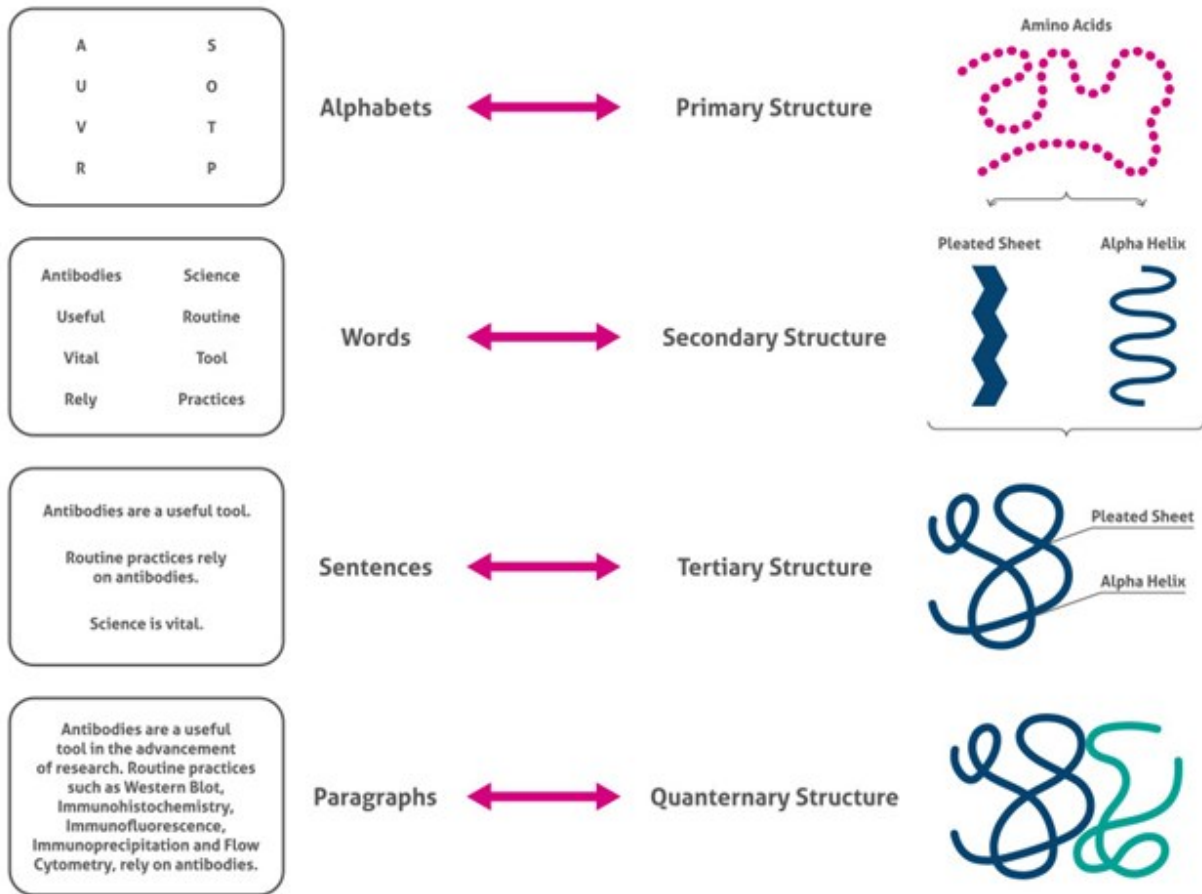 A S
U O
V T
R P
Alphabets
Primary Structure
Amino Acids
Antibodies Science
Useful Routine
Vital Tool
Rely Practices
Words
Secondary Structure
Pleated Sheet Alpha Helix
Antibodies are a useful tool.
Routine practices rely
on antibodies.
Science is vital.
Sentences
Tertiary Structure
Pleated Sheet
Alpha Helix
Antibodies are a useful
tool in the advancement
of research. Routine practices
such as Western Blot,
Immunohistochemistry,
Immunofluorescence,
Immunoprecipitation and Flow
Cytometry, rely on antibodies.
Paragraphs
Quanternary Structure